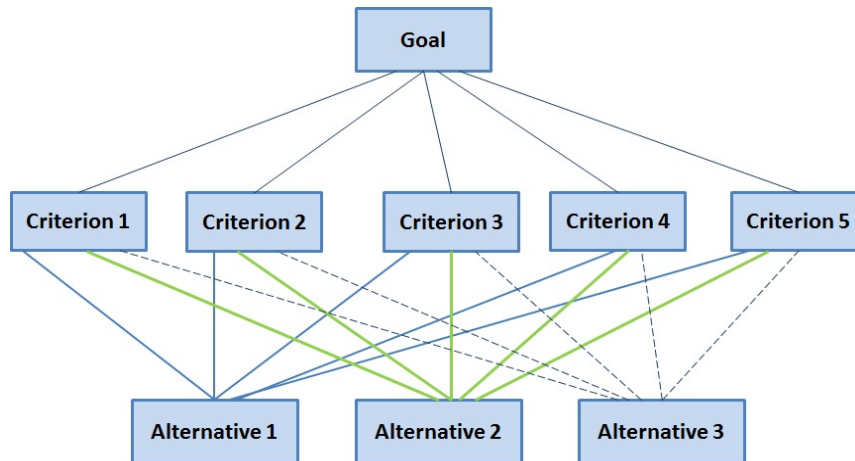 Goal
Criterion 1
Criterion 2
Criterion 3
Criterion 4
Criterion 5
Alternative 1
Alternative 2
Alternative 3